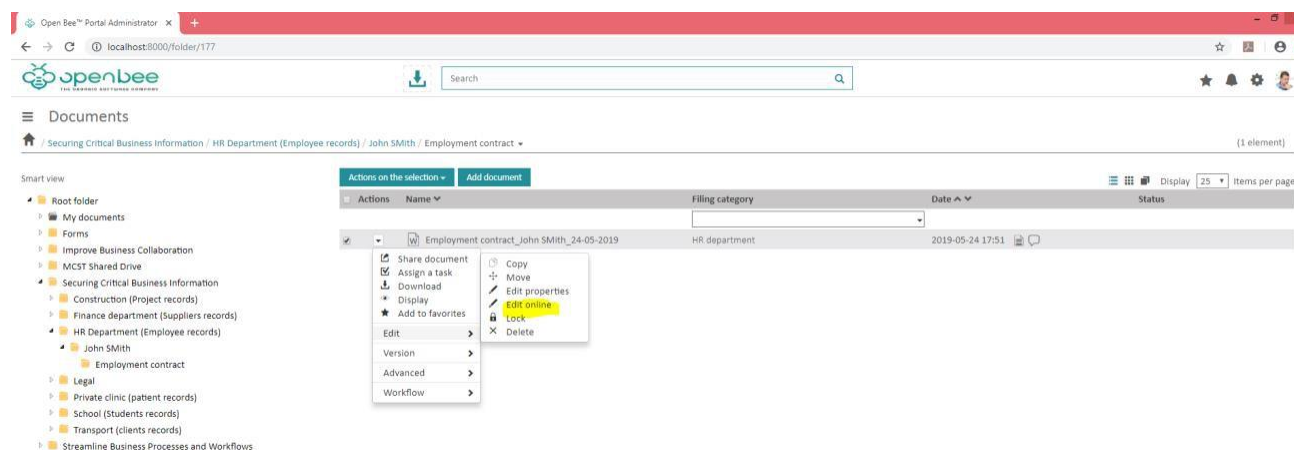 Open Bee™ Portal Administrator
localhost:8000/folder/177
openbee
Search
Documents
/ Securing Critical Business Information / HR Department (Employee records) / John SMith / Employment contract
(1 element)
Smart view
Actions on the selection
Add document
Display 25 Items per page
Actions Name Filing category Date Status
Employment contract_John SMith_24-05-2019 HR department 2019-05-24 17:51
Root folder
My documents
Forms
Improve Business Collaboration
MCST Shared Drive
Securing Critical Business Information
Construction (Project records)
Finance department (Suppliers records)
HR Department (Employee records)
John SMith
Employment contract
Legal
Private clinic (patient records)
School (Students records)
Transport (clients records)
Streamline Business Processes and Workflows
Share document
Assign a task
Download
Display
Add to favorites
Edit
Version
Advanced
Workflow
Copy
Move
Edit properties
Edit online
Lock
Delete